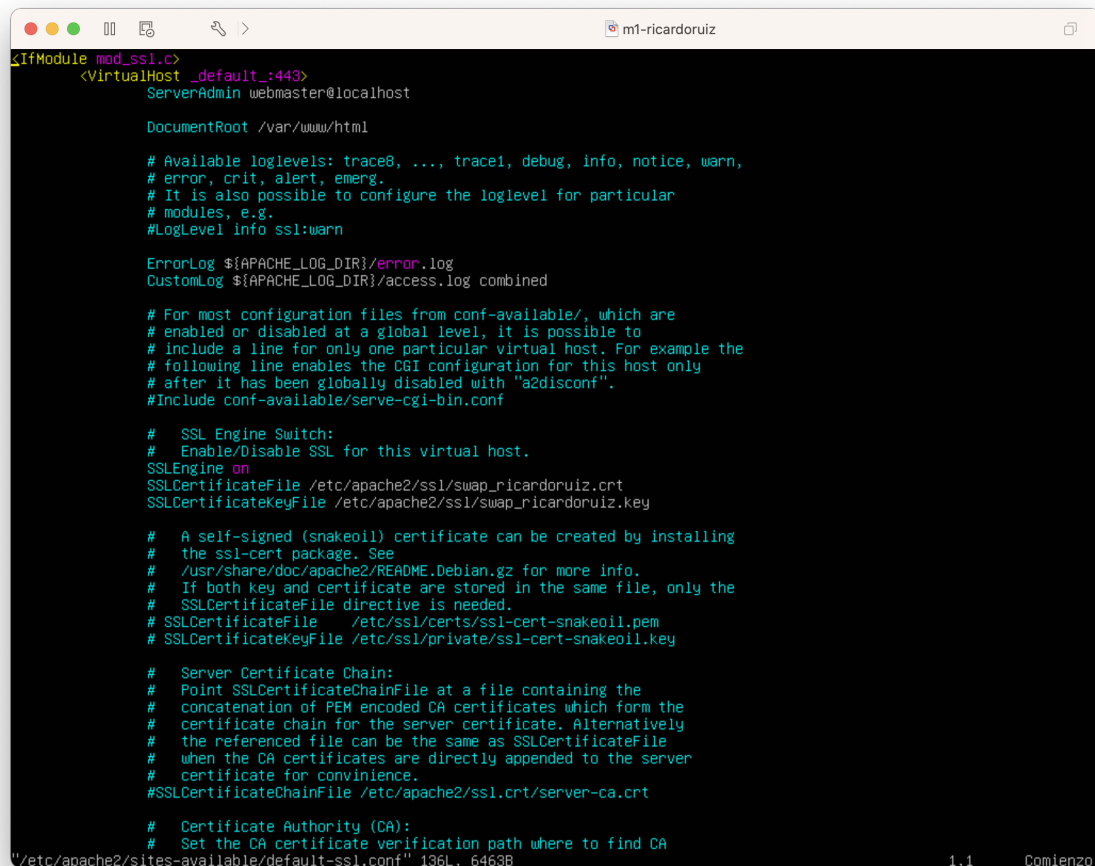 m1-ricardoruiz
<IfModule mod_ssl.c>
<VirtualHost _default_:443>
ServerAdmin webmaster@localhost
DocumentRoot /var/www/html
# Available loglevels: trace8, ..., trace1, debug, info, notice, warn,
# error, crit, alert, emerg.
# It is also possible to configure the loglevel for particular
# modules, e.g.
#LogLevel info ssl:warn
ErrorLog ${APACHE_LOG_DIR}/error.log
CustomLog ${APACHE_LOG_DIR}/access.log combined
# For most configuration files from conf-available/, which are
# enabled or disabled at a global level, it is possible to
# include a line for only one particular virtual host. For example the
# following line enables the CGI configuration for this host only
# after it has been globally disabled with "a2disconf".
#Include conf-available/serve-cgi-bin.conf
#   SSL Engine Switch:
#   Enable/Disable SSL for this virtual host.
SSLEngine on
SSLCertificateFile /etc/apache2/ssl/swap_ricardoruiz.crt
SSLCertificateKeyFile /etc/apache2/ssl/swap_ricardoruiz.key
#   A self-signed (snakeoil) certificate can be created by installing
#   the ssl-cert package. See
#   /usr/share/doc/apache2/README.Debian.gz for more info.
#   If both key and certificate are stored in the same file, only the
#   SSLCertificateFile directive is needed.
# SSLCertificateFile    /etc/ssl/certs/ssl-cert-snakeoil.pem
# SSLCertificateKeyFile /etc/ssl/private/ssl-cert-snakeoil.key
#   Server Certificate Chain:
#   Point SSLCertificateChainFile at a file containing the
#   concatenation of PEM encoded CA certificates which form the
#   certificate chain for the server certificate. Alternatively
#   the referenced file can be the same as SSLCertificateFile
#   when the CA certificates are directly appended to the server
#   certificate for convinience.
#SSLCertificateChainFile /etc/apache2/ssl.crt/server-ca.crt
#   Certificate Authority (CA):
#   Set the CA certificate verification path where to find CA
"/etc/apache2/sites-available/default-ssl.conf" 136L, 6463B 1,1 Comienzo